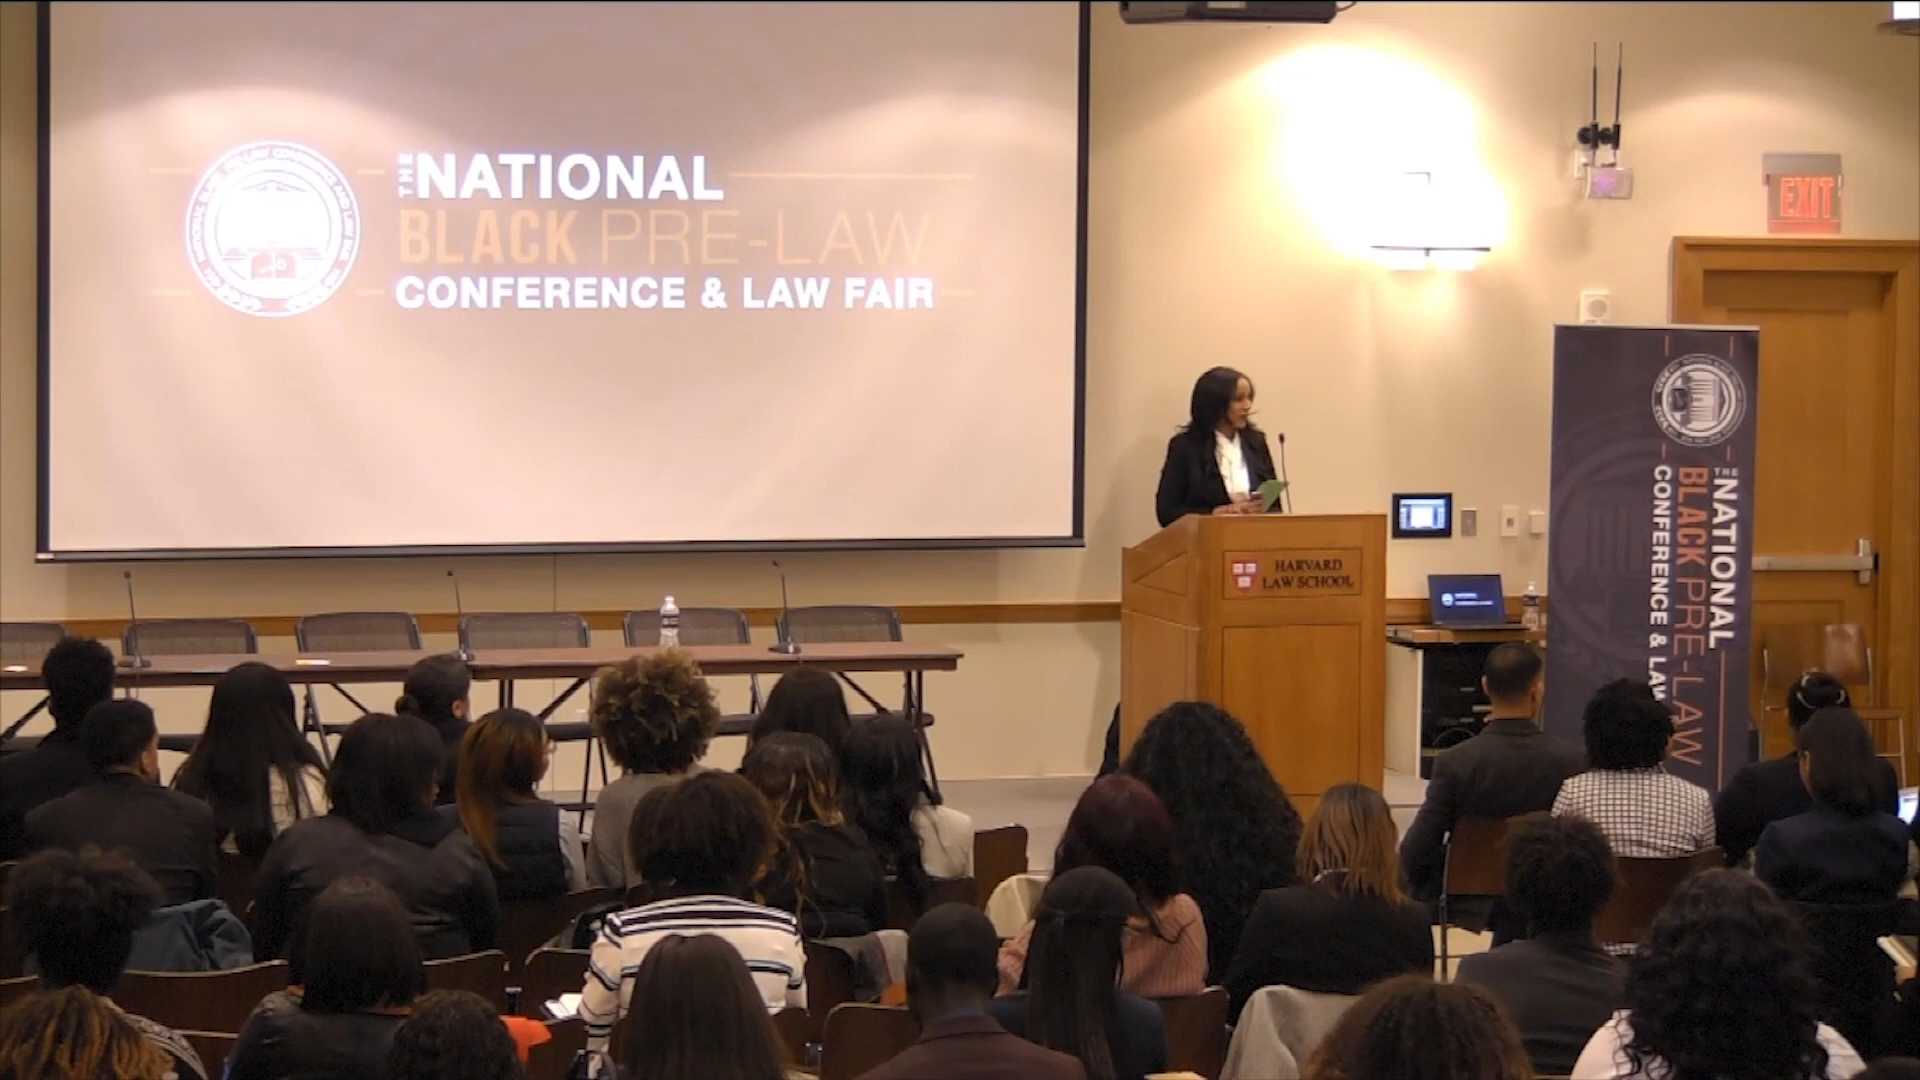 THE NATIONAL
BLACK PRE-LAW
CONFERENCE & LAW FAIR
EXIT
HARVARD
LAW SCHOOL
THE NATIONAL
BLACK PRE-LAW
CONFERENCE & LAW
NATIONAL